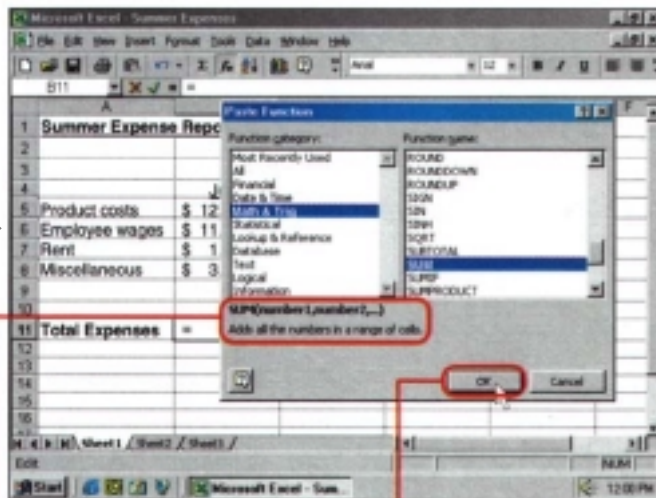 Microsoft Excel - Summer Expenses
File Edit View Insert Format Tools Data Window Help
Arial 12 B I U
B11 = =
A F
Paste Function
Function category:
Function name:
Most Recently Used
All
Financial
Date & Time
Math & Trig
Statistical
Lookup & Reference
Database
Text
Logical
Information
ROUND
ROUNDDOWN
ROUNDUP
SIGN
SIN
SINH
SQRT
SUBTOTAL
SUM
SUMIF
SUMPRODUCT
SUM(number1,number2,...)
Adds all the numbers in a range of cells.
OK Cancel
1 Summer Expense Repo
2
3
4
5 Product costs $ 12
6 Employee wages $ 11
7 Rent $ 1
8 Miscellaneous $ 3
9
10
11 Total Expenses =
12
13
14
15
16
Sheet1 / Sheet2 / Sheet3 /
Edit NUM
Start Microsoft Excel - Sum... 12:00 PM